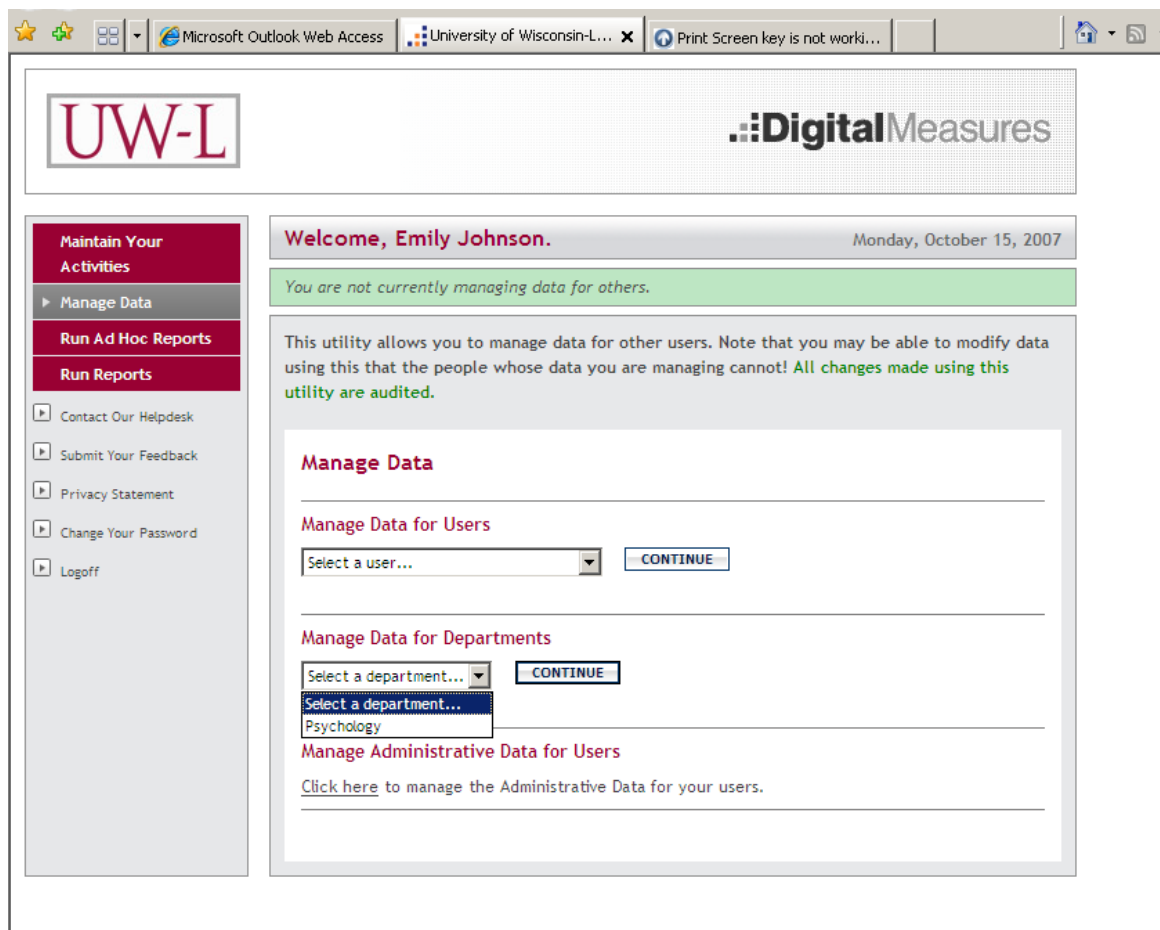 Microsoft Outlook Web Access
University of Wisconsin-L...
Print Screen key is not worki...
UW-L
DigitalMeasures
Maintain Your
Activities
Manage Data
Run Ad Hoc Reports
Run Reports
Contact Our Helpdesk
Submit Your Feedback
Privacy Statement
Change Your Password
Logoff
Welcome, Emily Johnson.
Monday, October 15, 2007
You are not currently managing data for others.
This utility allows you to manage data for other users. Note that you may be able to modify data
using this that the people whose data you are managing cannot! All changes made using this
utility are audited.
Manage Data
Manage Data for Users
Select a user...
CONTINUE
Manage Data for Departments
Select a department...
CONTINUE
Select a department...
Psychology
Manage Administrative Data for Users
Click here to manage the Administrative Data for your users.